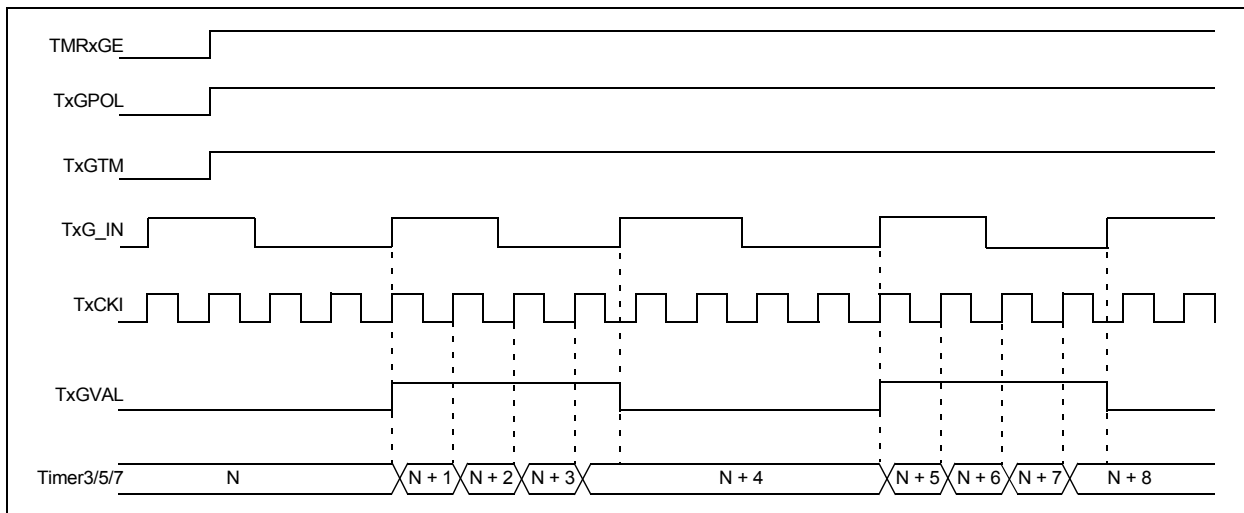 TMRxGE
TxGPOL
TxGTM
TxG_IN
TxCKI
TxGVAL
Timer3/5/7 N N + 1 N + 2 N + 3 N + 4 N + 5 N + 6 N + 7 N + 8